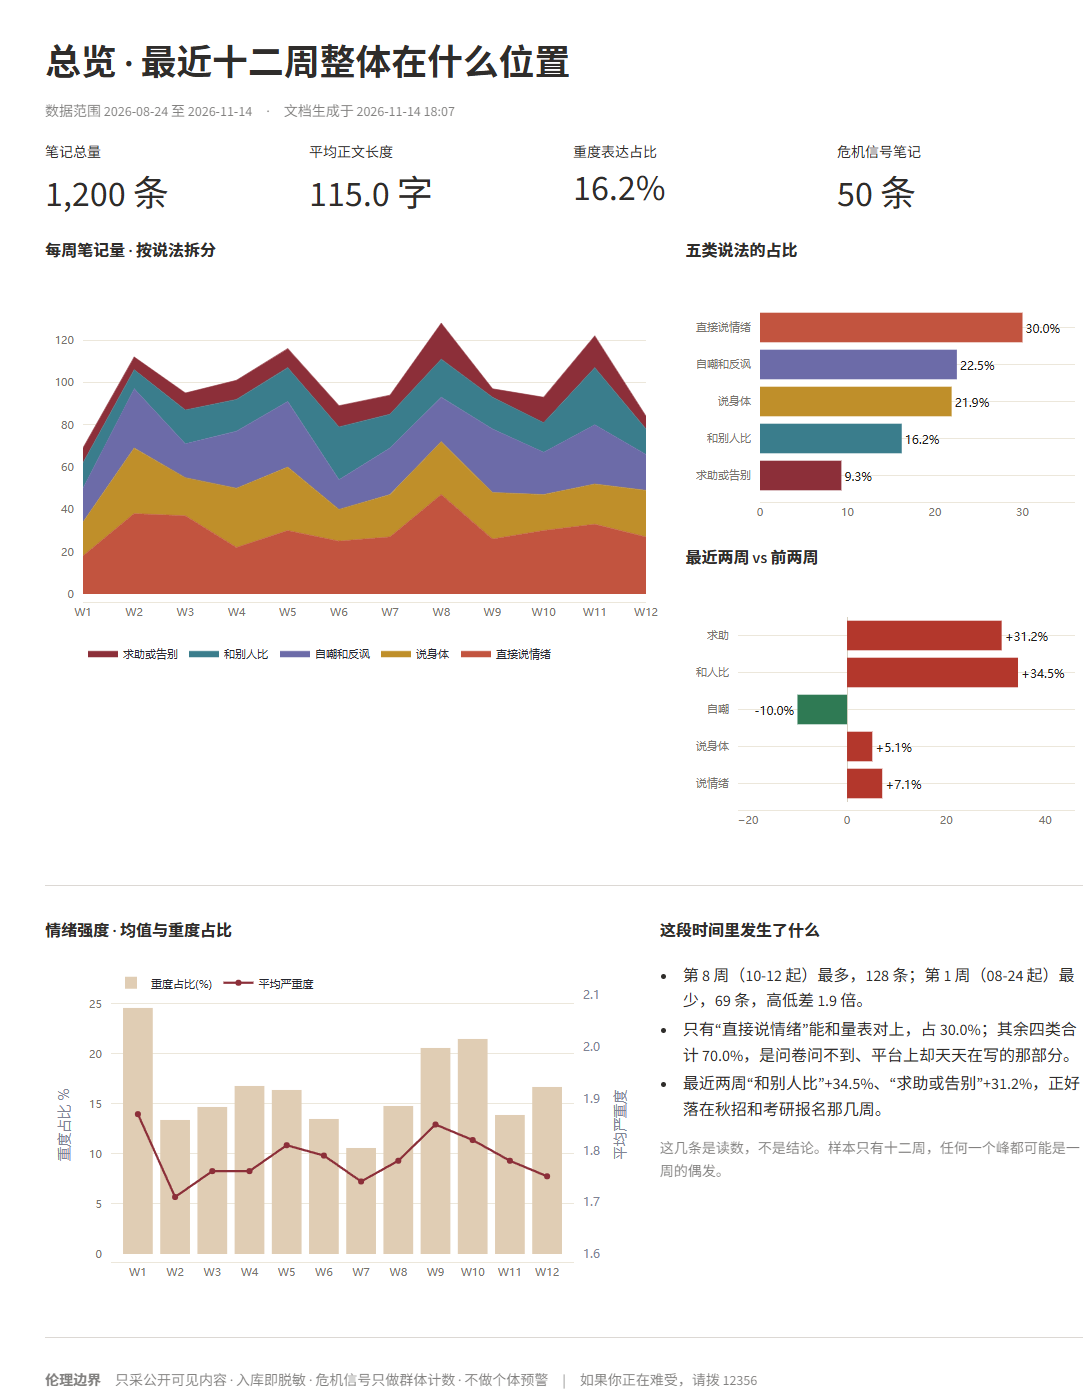 总览 · 最近十二周整体在什么位置
数据范围 2026-08-24 至 2026-11-14 · 文档生成于 2026-11-14 18:07
笔记总量
1,200 条
平均正文长度
115.0 字
重度表达占比
16.2%
危机信号笔记
50 条
每周笔记量 · 按说法拆分
120
100
80
60
40
20
0
W1 W2 W3 W4 W5 W6 W7 W8 W9 W10 W11 W12
求助或告别 和别人比 自嘲和反讽 说身体 直接说情绪
五类说法的占比
直接说情绪 30.0%
自嘲和反讽 22.5%
说身体 21.9%
和别人比 16.2%
求助或告别 9.3%
0 10 20 30
最近两周 vs 前两周
求助 +31.2%
和人比 +34.5%
自嘲 -10.0%
说身体 +5.1%
说情绪 +7.1%
−20 0 20 40
情绪强度 · 均值与重度占比
重度占比(%) 平均严重度
25
20
15
10
5
0
重度占比 %
2.1
2.0
1.9
1.8
1.7
1.6
平均严重度
W1 W2 W3 W4 W5 W6 W7 W8 W9 W10 W11 W12
这段时间里发生了什么
• 第 8 周（10-12 起）最多，128 条；第 1 周（08-24 起）最
少，69 条，高低差 1.9 倍。
• 只有“直接说情绪”能和量表对上，占 30.0%；其余四类合
计 70.0%，是问卷问不到、平台上却天天在写的那部分。
• 最近两周“和别人比”+34.5%、“求助或告别”+31.2%，正好
落在秋招和考研报名那几周。
这几条是读数，不是结论。样本只有十二周，任何一个峰都可能是一
周的偶发。
伦理边界 只采公开可见内容 · 入库即脱敏 · 危机信号只做群体计数 · 不做个体预警 | 如果你正在难受，请拨 12356